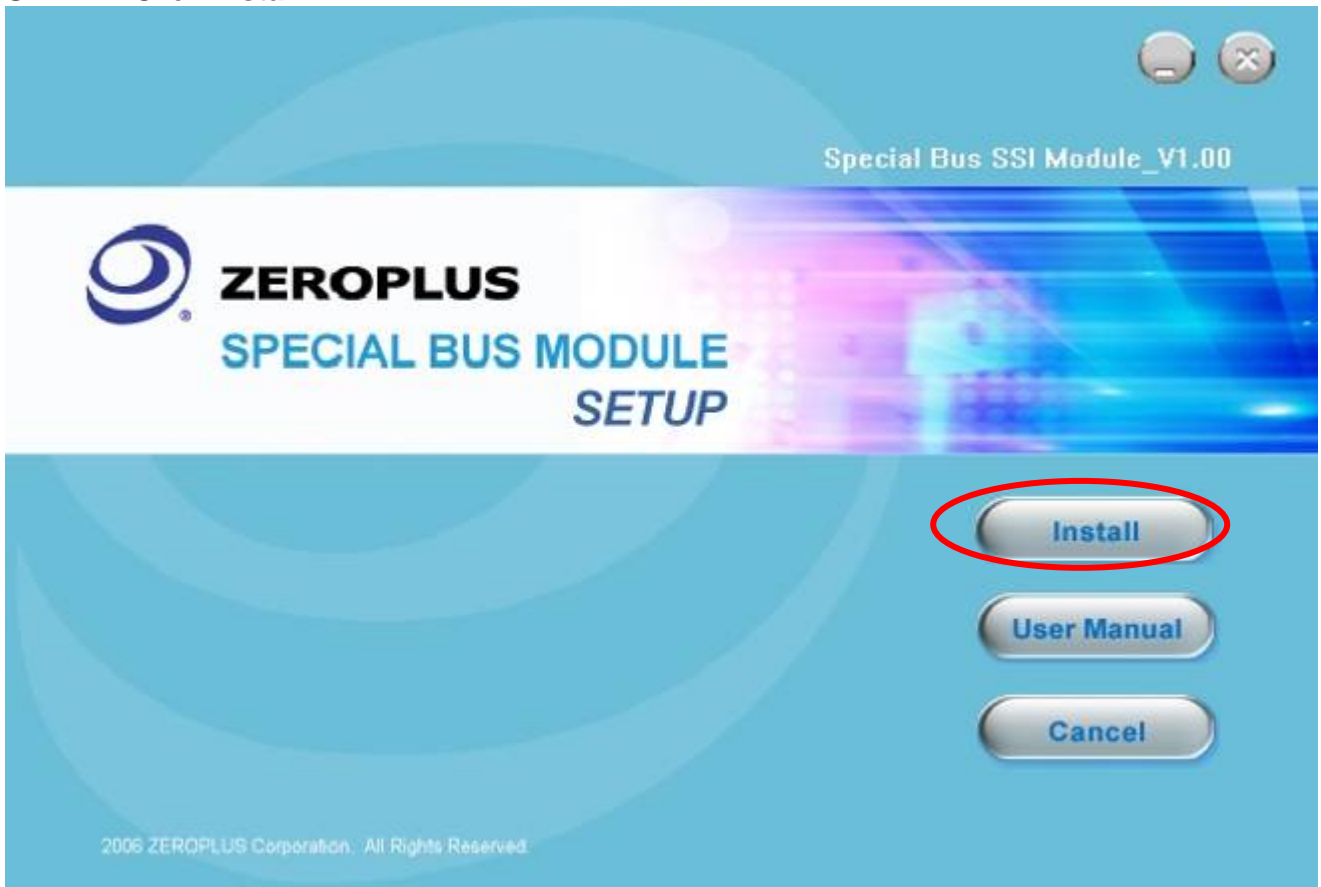 Special Bus SSI Module_V1.00
ZEROPLUS
®
SPECIAL BUS MODULE
SETUP
Install
User Manual
Cancel
2006 ZEROPLUS Corporation. All Rights Reserved.